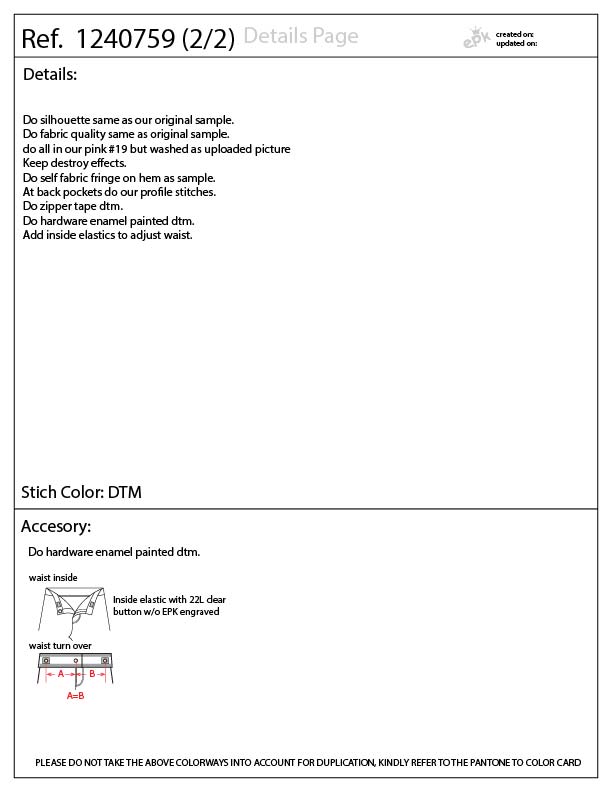 Ref. 1240759 (2/2) Details Page
epk
created on:
updated on:
Details:
Do silhouette same as our original sample.
Do fabric quality same as original sample.
do all in our pink #19 but washed as uploaded picture
Keep destroy effects.
Do self fabric fringe on hem as sample.
At back pockets do our profile stitches.
Do zipper tape dtm.
Do hardware enamel painted dtm.
Add inside elastics to adjust waist.
Stich Color: DTM
Accesory:
Do hardware enamel painted dtm.
waist inside
Inside elastic with 22L clear
button w/o EPK engraved
waist turn over
A B
A=B
PLEASE DO NOT TAKE THE ABOVE COLORWAYS INTO ACCOUNT FOR DUPLICATION, KINDLY REFER TO THE PANTONE TO COLOR CARD